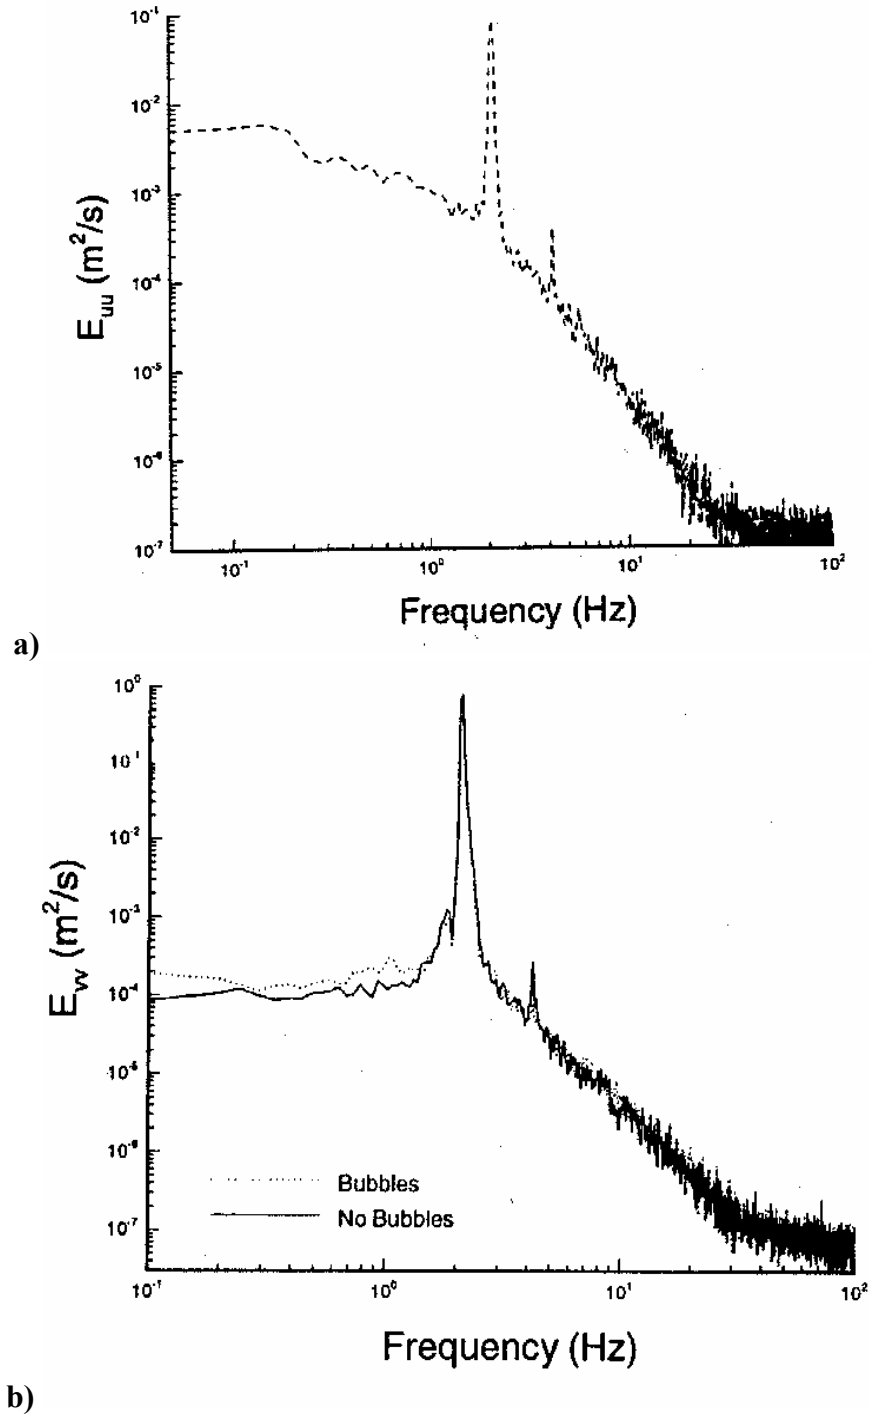 10⁻¹
10⁻²
10⁻³
10⁻⁴
10⁻⁵
10⁻⁶
10⁻⁷
E_uu (m²/s)
10⁻¹ 10⁰ 10¹ 10²
Frequency (Hz)
a)
10⁰
10⁻¹
10⁻²
10⁻³
10⁻⁴
10⁻⁵
10⁻⁶
10⁻⁷
E_vv (m²/s)
Bubbles
No Bubbles
10⁻¹ 10⁰ 10¹ 10²
Frequency (Hz)
b)